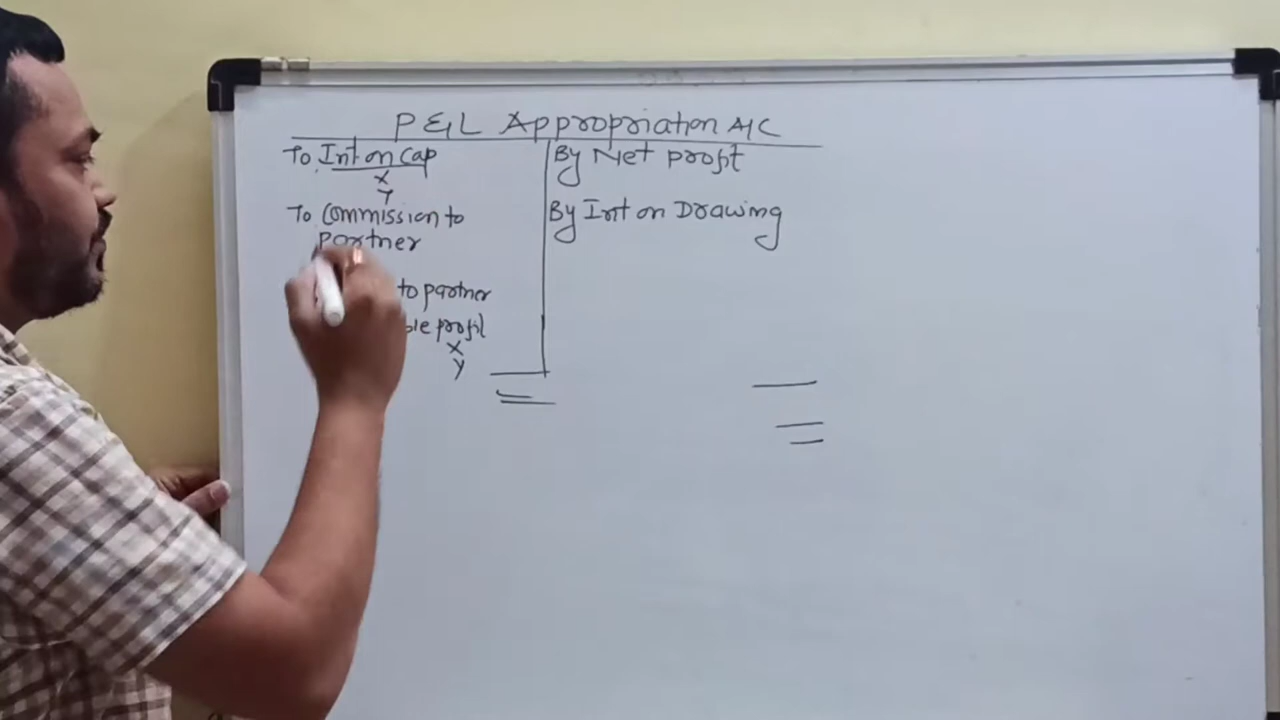 P & L Appropriation A/C
To Int on Cap
X
Y
To Commission to
Partner
to partner
profit
X
Y
By Net profit
By Int on Drawing